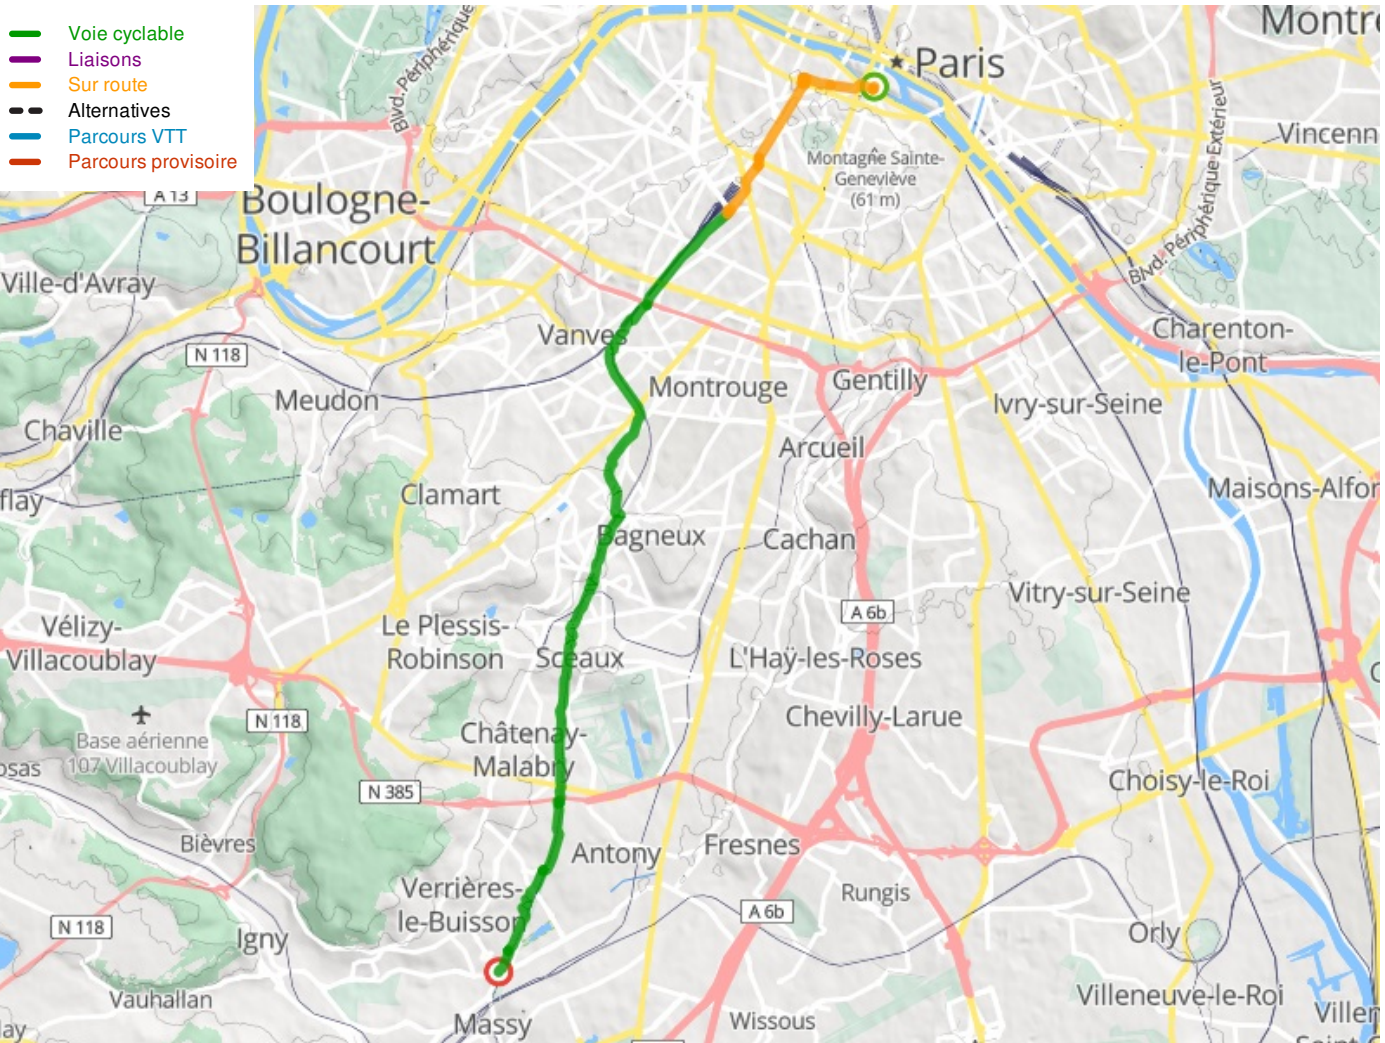 Voie cyclable
Liaisons
Sur route
Alternatives
Parcours VTT
Parcours provisoire
Blvd. Périphérique
Montre
Paris
Blvd. Périphérique Extérieur
Vincenn
Montagne Sainte-
Geneviève
(61 m)
A 13
Boulogne-
Billancourt
Ville-d'Avray
Vanves
N 118
Charenton-
le-Pont
Meudon
Montrouge
Gentilly
Ivry-sur-Seine
Chaville
Arcueil
flay
Clamart
Maisons-Alfor
Bagneux
Cachan
Vitry-sur-Seine
A 6b
Vélizy-
Villacoublay
Le Plessis-
Robinson
Sceaux
L'Haÿ-les-Roses
C
N 118
Chevilly-Larue
Base aérienne
107 Villacoublay
osas
Châtenay-
Malabry
N 385
Choisy-le-Roi
Bièvres
Antony
Fresnes
Rungis
Verrières-
le-Buisson
A 6b
N 118
Igny
Orly
Vauhallan
Villeneuve-le-Roi
lay
Massy
Wissous
Villen